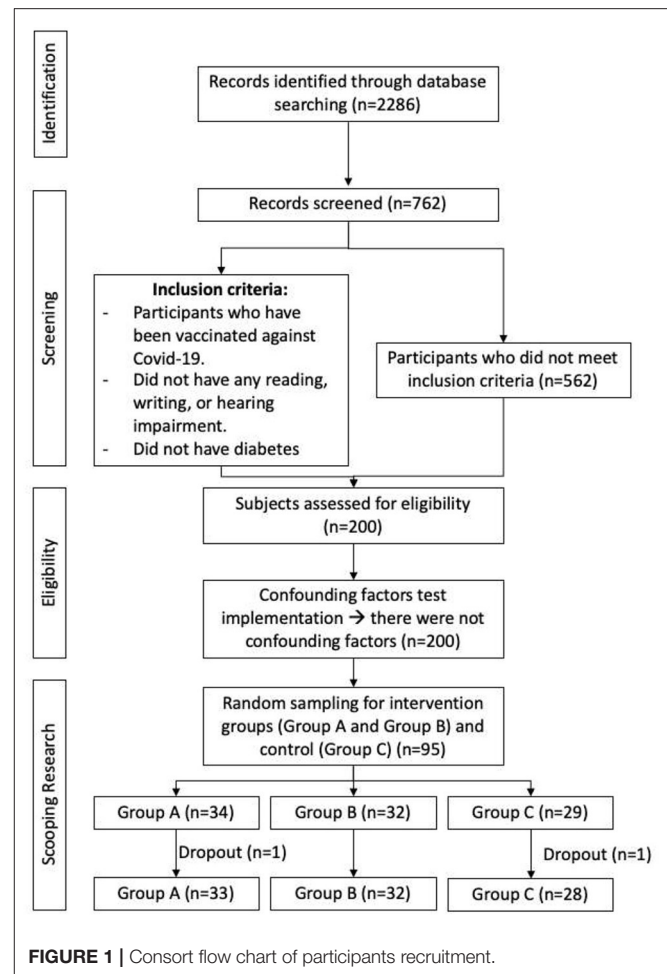 Identification
Records identified through database
searching (n=2286)
Screening
Records screened (n=762)
Inclusion criteria:
- Participants who have
been vaccinated against
Covid-19.
- Did not have any reading,
writing, or hearing
impairment.
- Did not have diabetes
Participants who did not meet
inclusion criteria (n=562)
Eligibility
Subjects assessed for eligibility
(n=200)
Confounding factors test
implementation → there were not
confounding factors (n=200)
Scooping Research
Random sampling for intervention
groups (Group A and Group B) and
control (Group C) (n=95)
Group A (n=34)
Group B (n=32)
Group C (n=29)
Dropout (n=1)
Dropout (n=1)
Group A (n=33)
Group B (n=32)
Group C (n=28)
FIGURE 1 | Consort flow chart of participants recruitment.